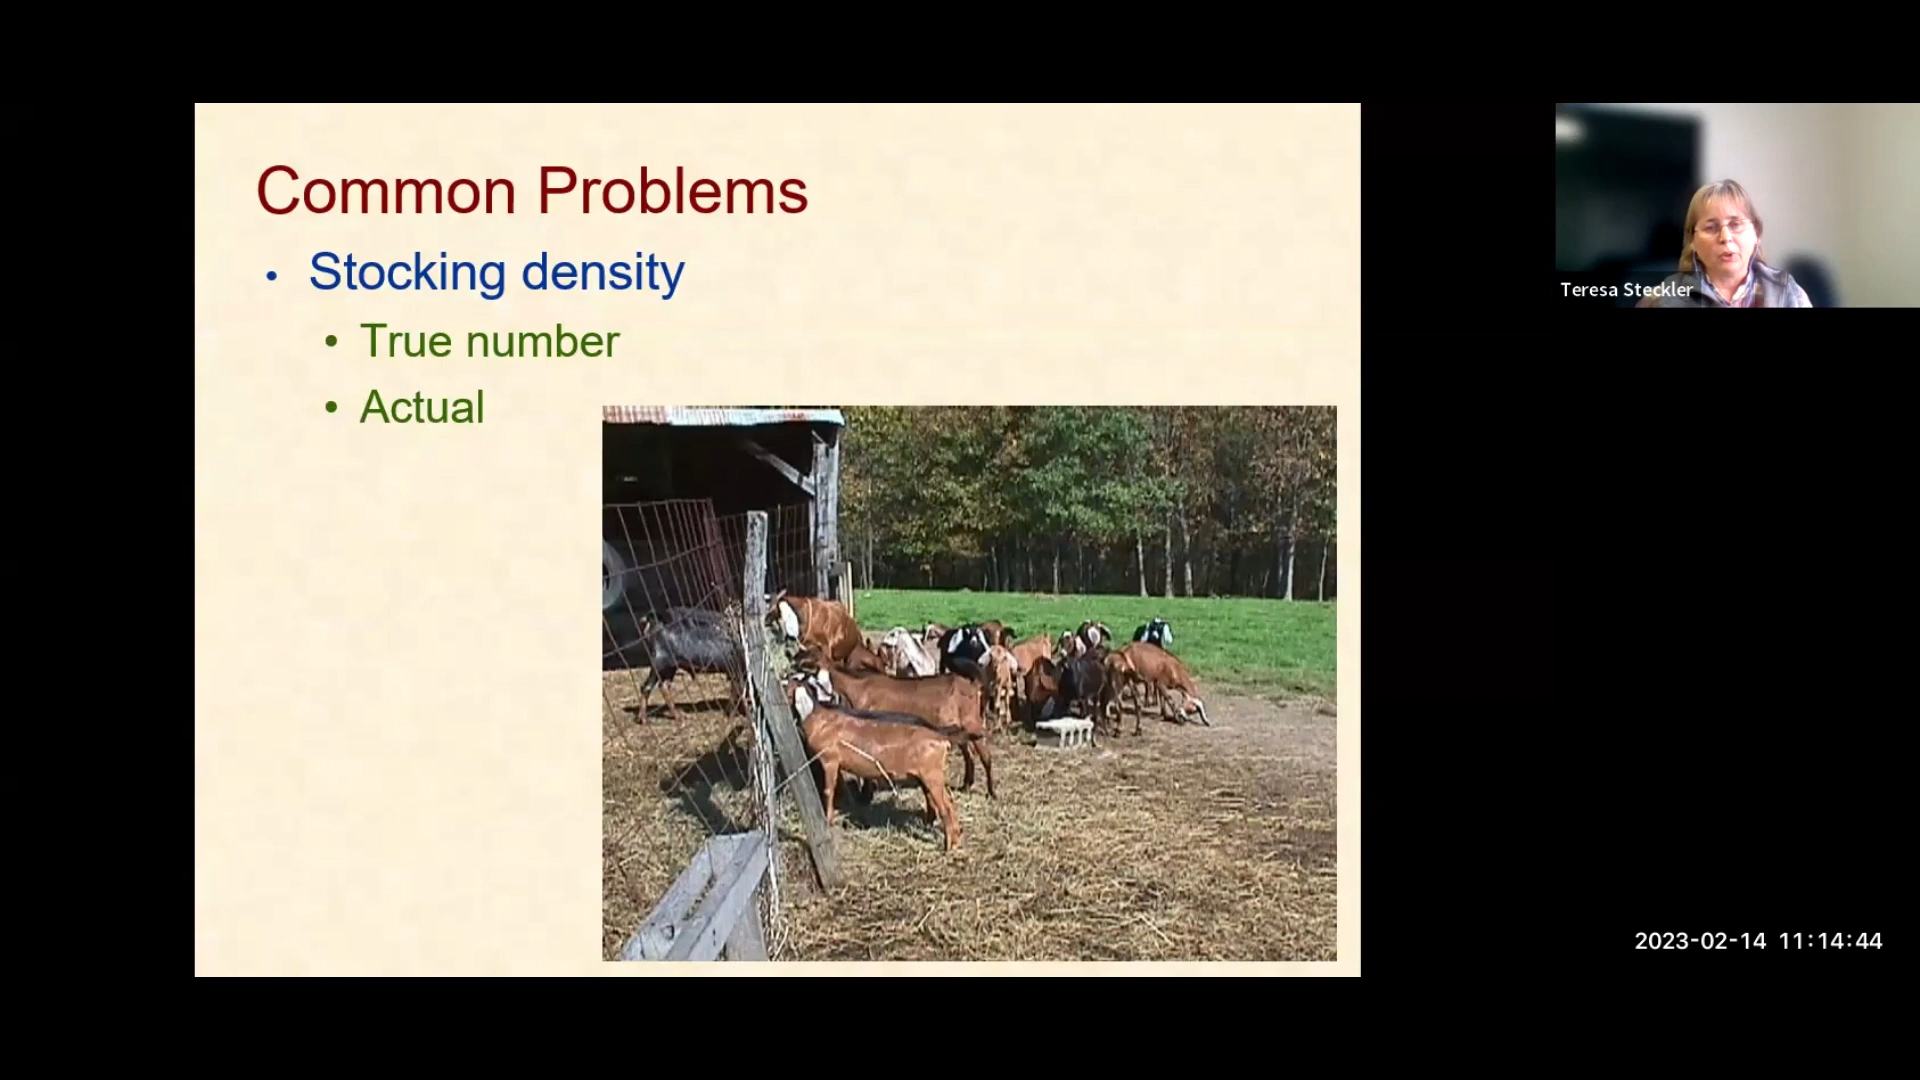 Common Problems
• Stocking density
• True number
• Actual
Teresa Steckler
2023-02-14 11:14:44